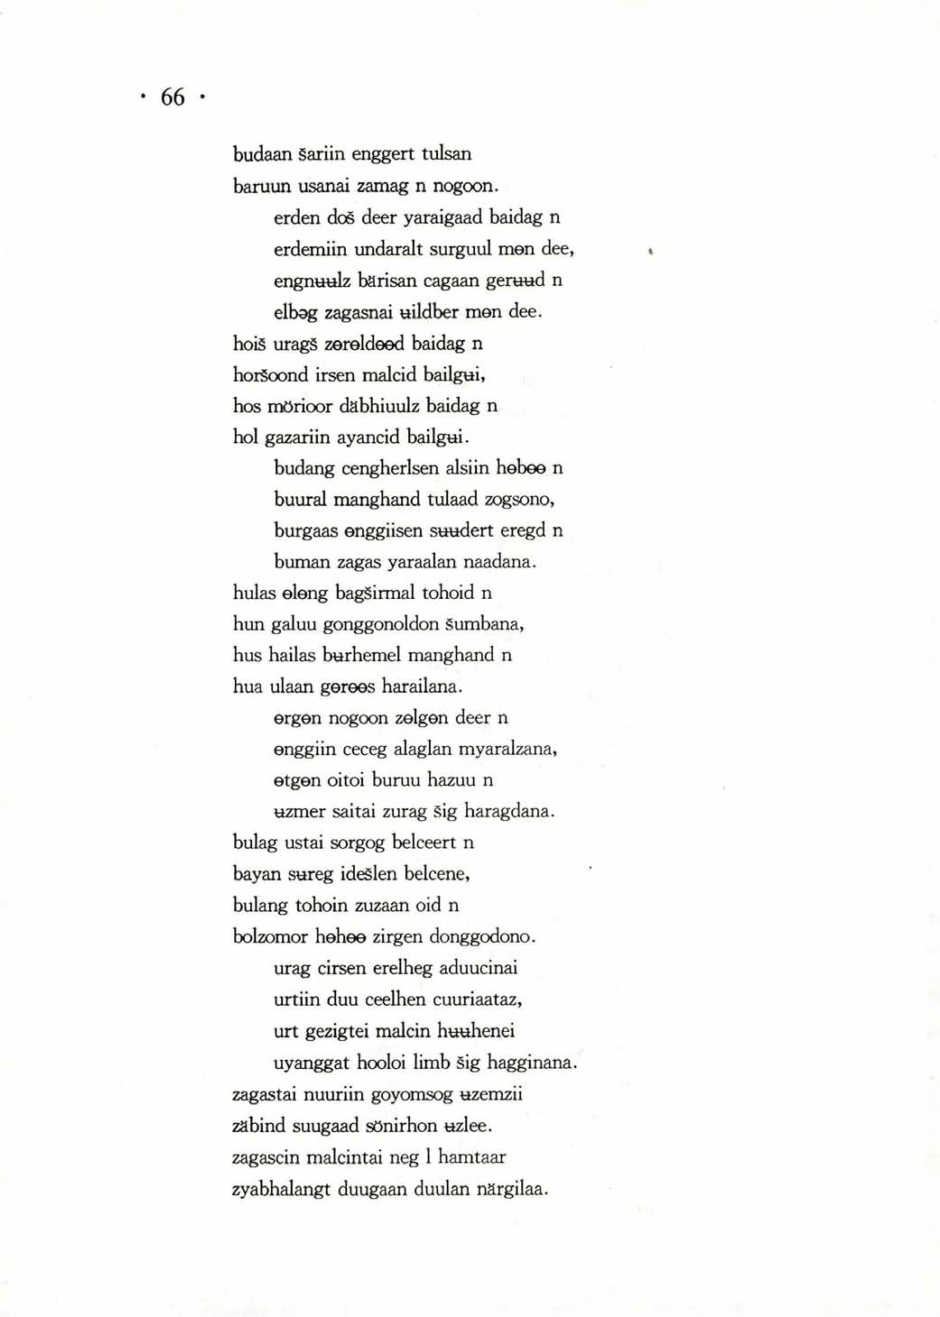 · 66 ·
budaan šariin enggert tulsan
baruun usanai zamag n nogoon.
erden doš deer yaraigaad baidag n
erdemiin undaralt surguul mɵn dee,
engnʉʉlz bärisan cagaan gerʉʉd n
elbəg zagasnai ʉildber mɵn dee.
hoiš uragš zɵrɵldɵɵd baidag n
horšoond irsen malcid bailgʉi,
hos mörioor däbhiuulz baidag n
hol gazariin ayancid bailgʉi.
budang cengherlsen alsiin hɵbɵɵ n
buural manghand tulaad zogsono,
burgaas ɵnggiisen sʉʉdert eregd n
buman zagas yaraalan naadana.
hulas ɵlɵng bagširmal tohoid n
hun galuu gonggonoldon šumbana,
hus hailas bʉrhemel manghand n
hua ulaan gɵrɵɵs harailana.
ɵrgɵn nogoon zɵlgɵn deer n
ɵnggiin ceceg alaglan myaralzana,
ɵtgɵn oitoi buruu hazuu n
ʉzmer saitai zurag šig haragdana.
bulag ustai sorgog belceert n
bayan sʉreg idešlen belcene,
bulang tohoin zuzaan oid n
bolzomor hɵhɵɵ zirgen donggodono.
urag cirsen erelheg aduucinai
urtiin duu ceelhen cuuriaataz,
urt gezigtei malcin hʉʉhenei
uyanggat hooloi limb šig hagginana.
zagastai nuuriin goyomsog ʉzemzii
zäbind suugaad sönirhon ʉzlee.
zagascin malcintai neg l hamtaar
zyabhalangt duugaan duulan närgilaa.